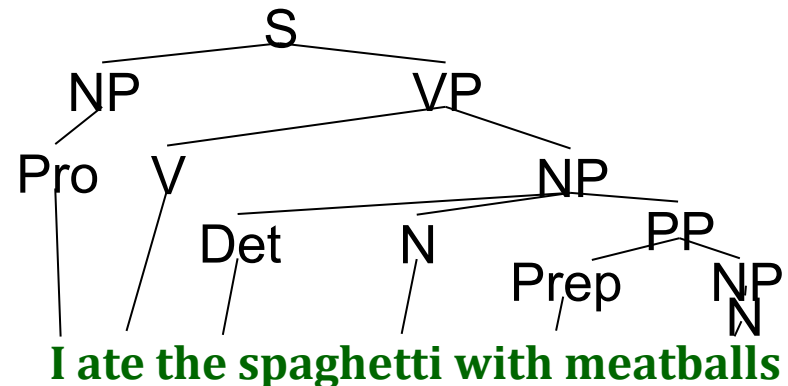 S
NP VP
Pro V NP
Det N PP
Prep NP
N
I ate the spaghetti with meatballs